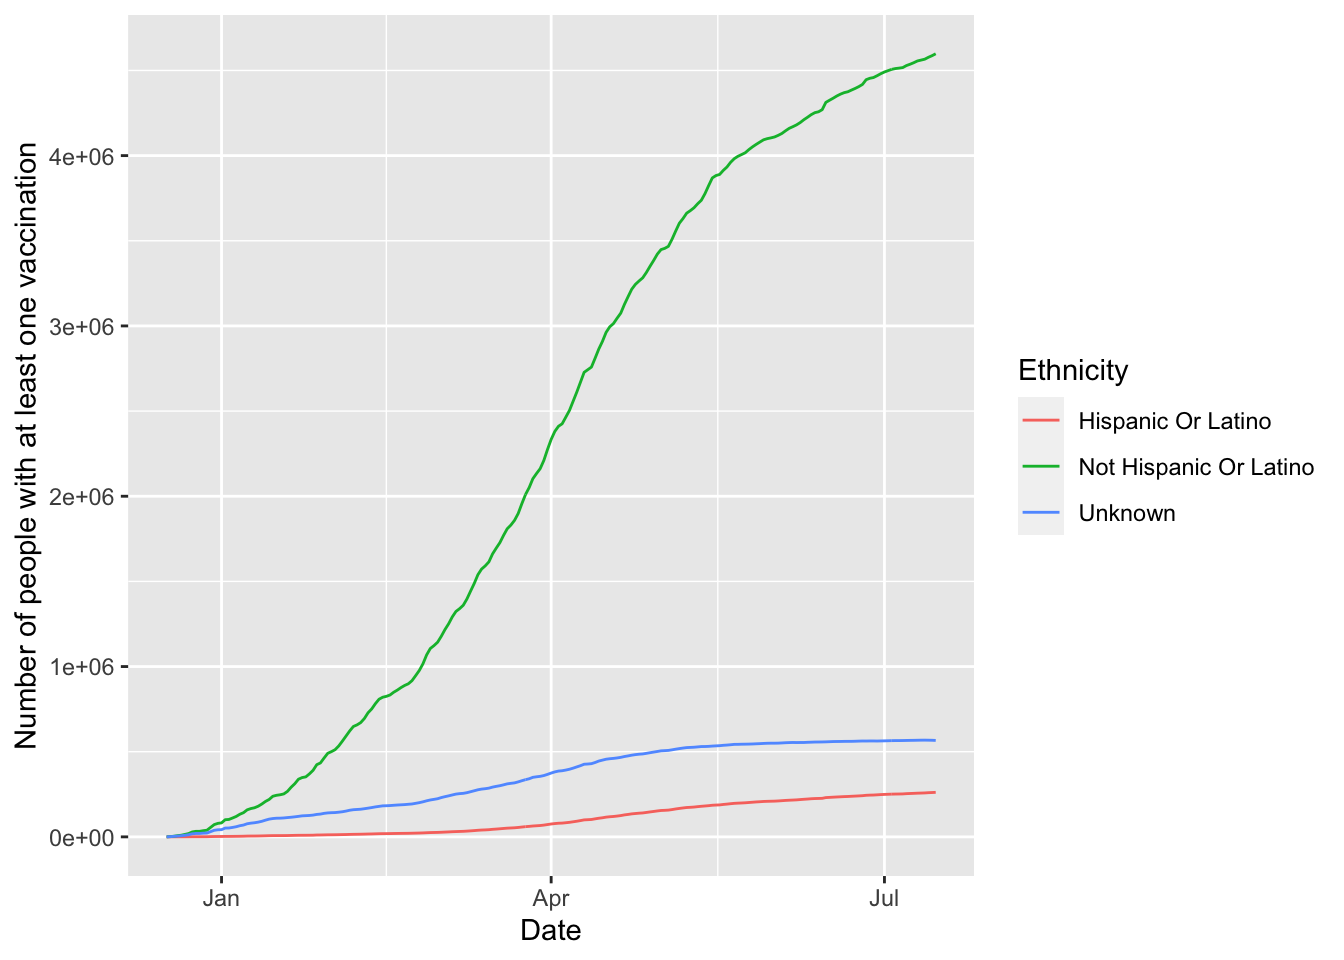 Number of people with at least one vaccination
4e+06
3e+06
2e+06
1e+06
0e+00
Jan
Apr
Jul
Date
Ethnicity
Hispanic Or Latino
Not Hispanic Or Latino
Unknown